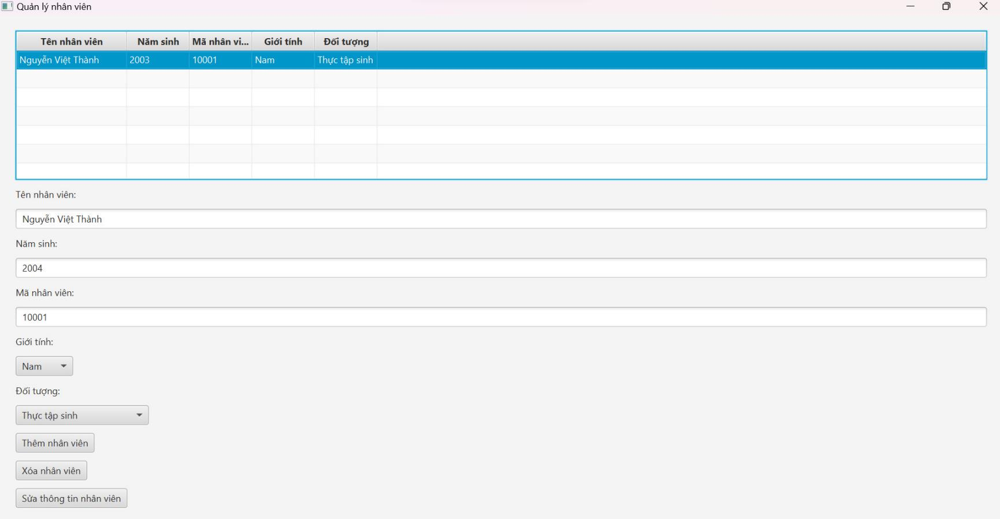 Quản lý nhân viên
Tên nhân viên Năm sinh Mã nhân vi... Giới tính Đối tượng
Nguyễn Việt Thành 2003 10001 Nam Thực tập sinh
Tên nhân viên:
Nguyễn Việt Thành
Năm sinh:
2004
Mã nhân viên:
10001
Giới tính:
Nam
Đối tượng:
Thực tập sinh
Thêm nhân viên
Xóa nhân viên
Sửa thông tin nhân viên